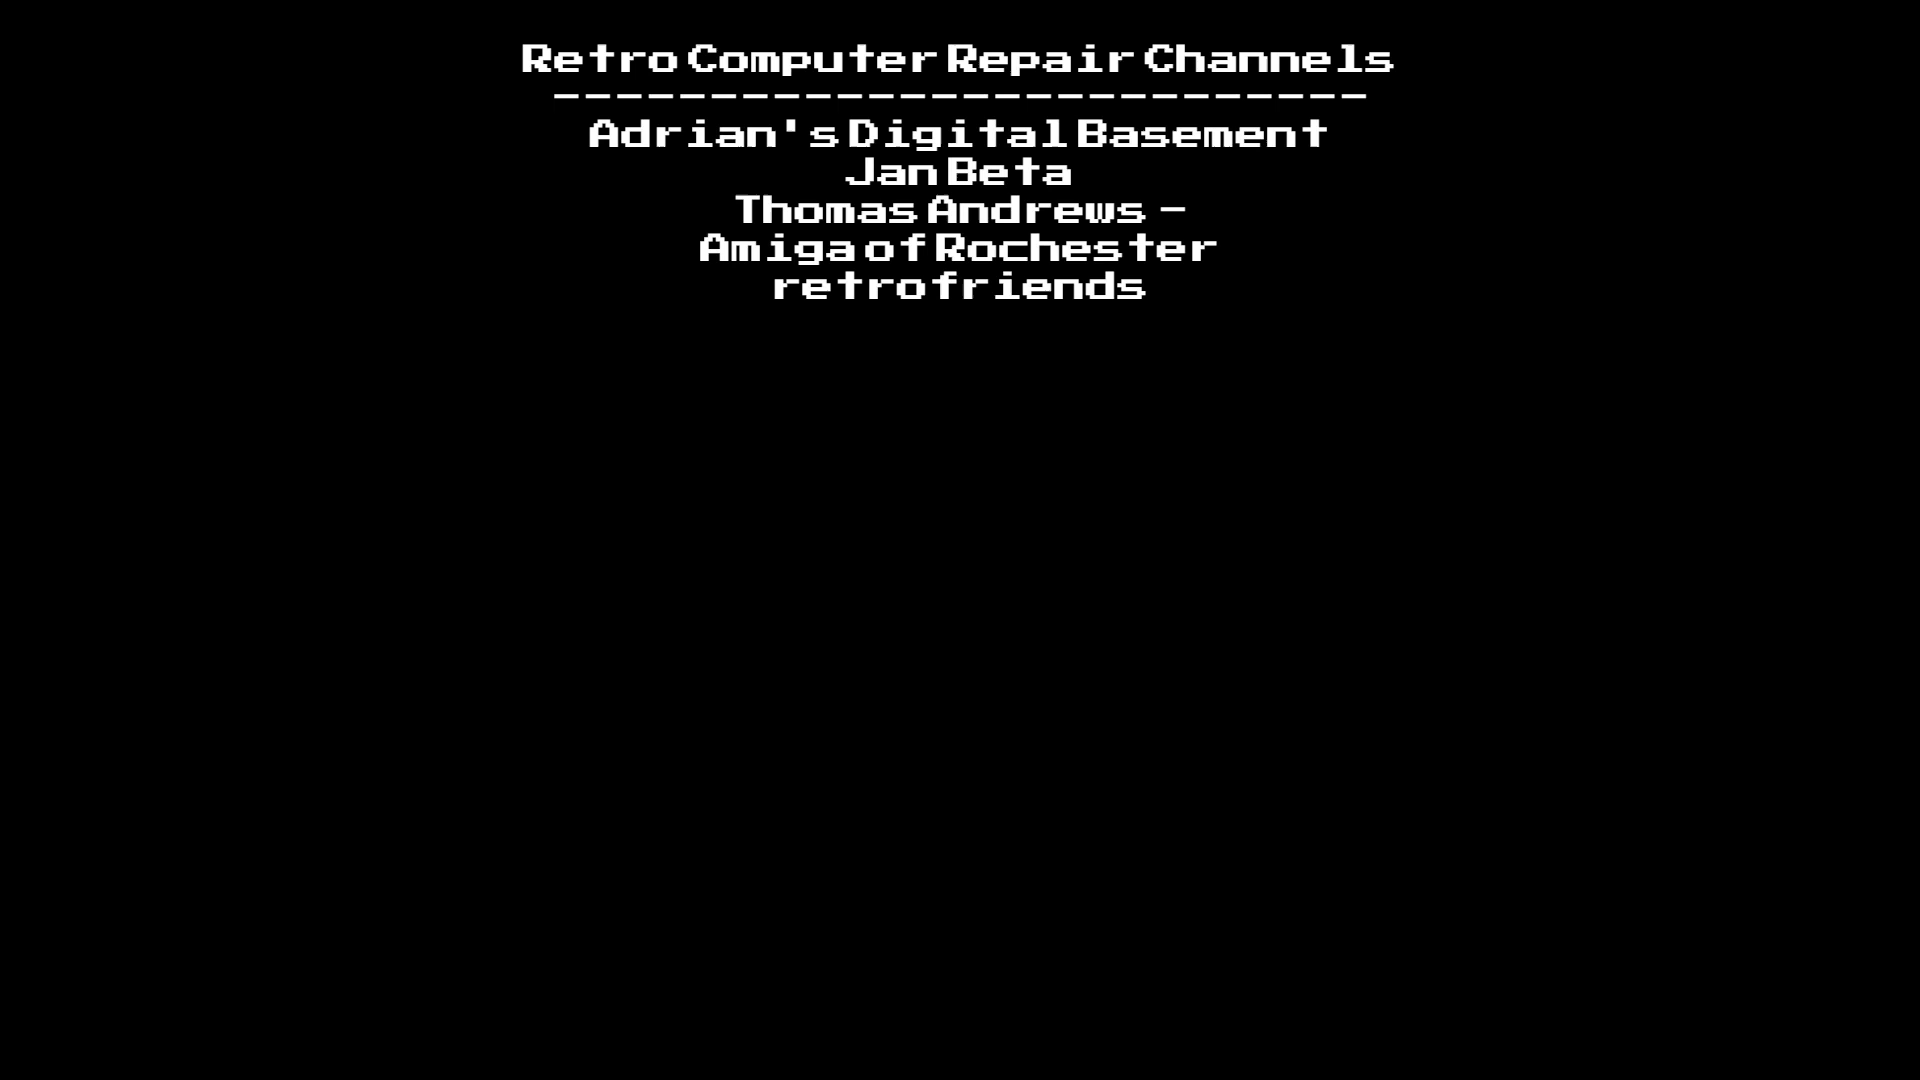 Retro Computer Repair Channels
--------------------------
Adrian's Digital Basement
Jan Beta
Thomas Andrews -
Amiga of Rochester
retrofriends